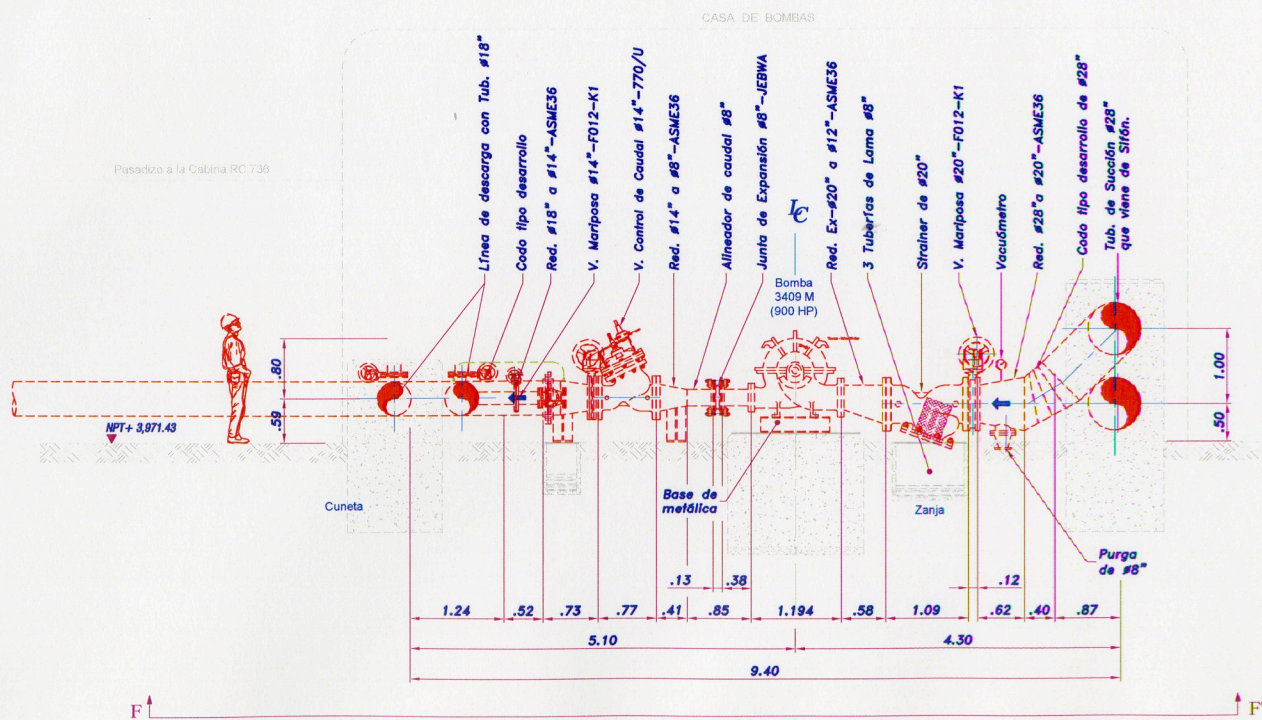 CASA DE BOMBAS
Pasadizo a la Cabina RC 736
Línea de descarga con Tub. ø18"
Codo tipo desarrollo
Red. ø18" a ø14"-ASME36
V. Mariposa ø14"-F012-K1
V. Control de Caudal ø14"-770/U
Red. ø14" a ø8"-ASME36
Alineador de caudal ø8"
Junta de Expansión ø8"-JEBWA
Red. Ex-ø20" a ø12"-ASME36
3 Tuberías de Lama ø8"
Strainer de ø20"
V. Mariposa ø20"-F012-K1
Vacuómetro
Red. ø28"a ø20"-ASME36
Codo tipo desarrollo de ø28"
Tub. de Succión ø28"
que viene de Sifón.
LC
Bomba
3409 M
(900 HP)
.80
.59
1.00
.50
NPT+ 3,971.43
Cuneta
Base de
metálica
Zanja
Purga
de ø8"
.13
.38
.12
1.24
.52
.73
.77
.41
.85
1.194
.58
1.09
.62
.40
.87
5.10
4.30
9.40
F
F'